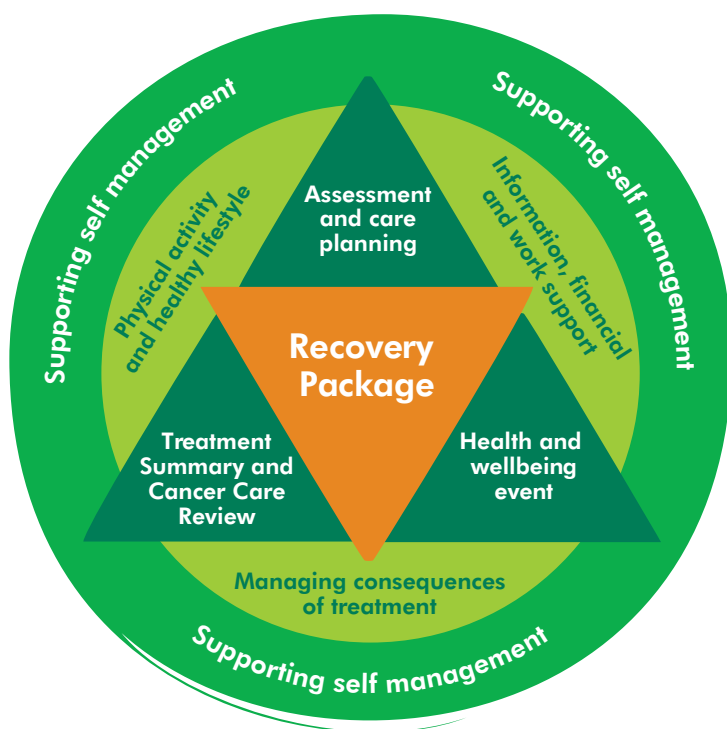 Supporting self management
Supporting self management
Physical activity
and healthy lifestyle
Information, financial
and work support
Assessment
and care
planning
Recovery
Package
Treatment
Summary and
Cancer Care
Review
Health and
wellbeing
event
Managing consequences
of treatment
Supporting self management